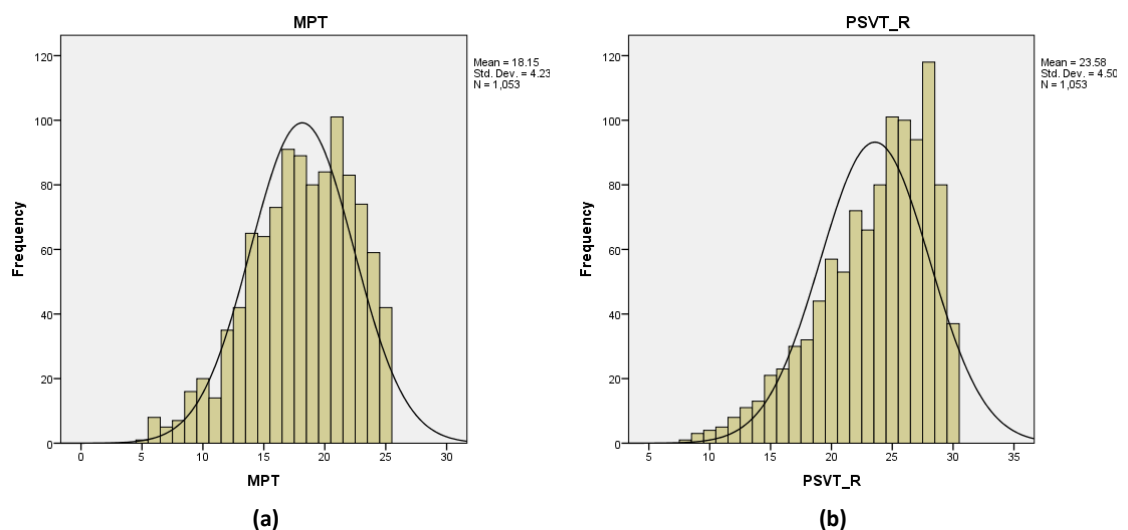 MPT
Mean = 18.15
Std. Dev. = 4.23
N = 1,053
Frequency
120
100
80
60
40
20
0
0 5 10 15 20 25 30
MPT
(a)
PSVT_R
Mean = 23.58
Std. Dev. = 4.50
N = 1,053
Frequency
120
100
80
60
40
20
0
5 10 15 20 25 30 35
PSVT_R
(b)